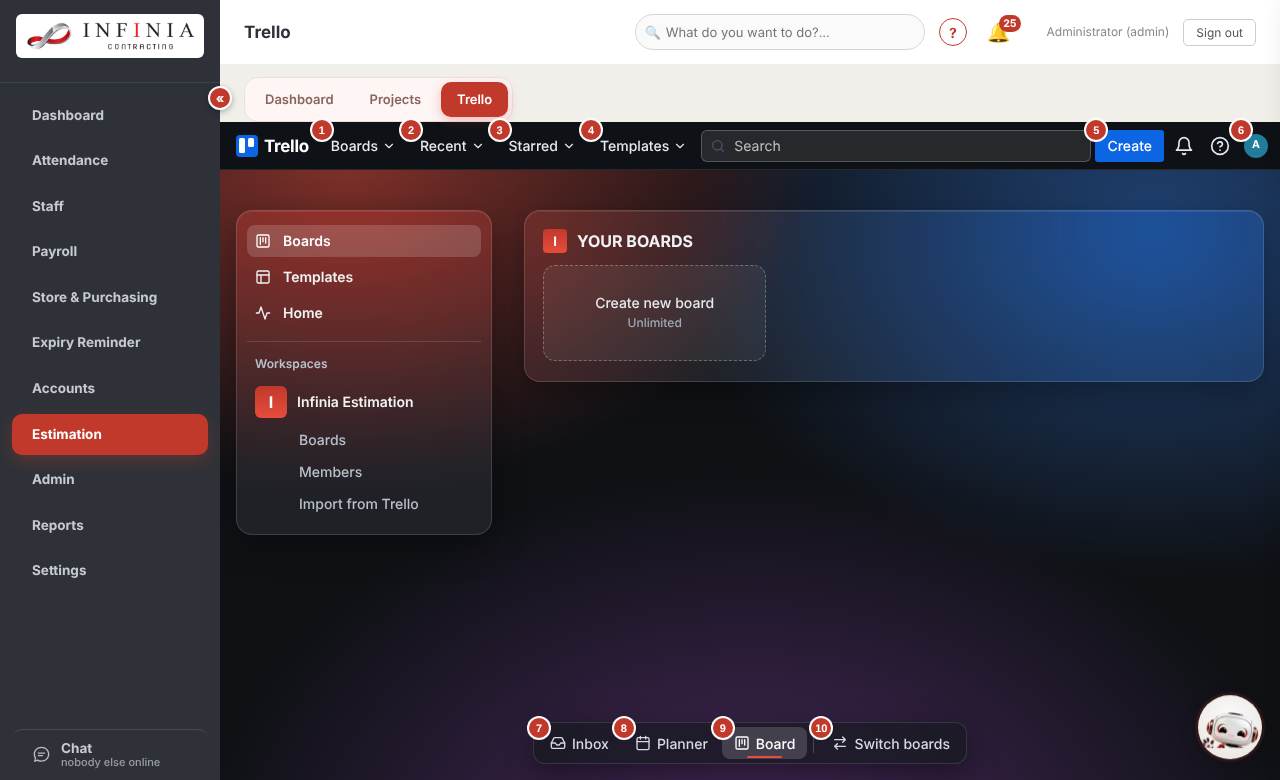 INFINIA
CONTRACTING
Trello
What do you want to do?...
?
25
Administrator (admin)
Sign out
«
Dashboard
Attendance
Staff
Payroll
Store & Purchasing
Expiry Reminder
Accounts
Estimation
Admin
Reports
Settings
Chat
nobody else online
Dashboard
Projects
Trello
1
2
3
4
5
6
Trello
Boards
Recent
Starred
Templates
Search
Create
A
Boards
Templates
Home
Workspaces
I
Infinia Estimation
Boards
Members
Import from Trello
I
YOUR BOARDS
Create new board
Unlimited
7
8
9
10
Inbox
Planner
Board
Switch boards